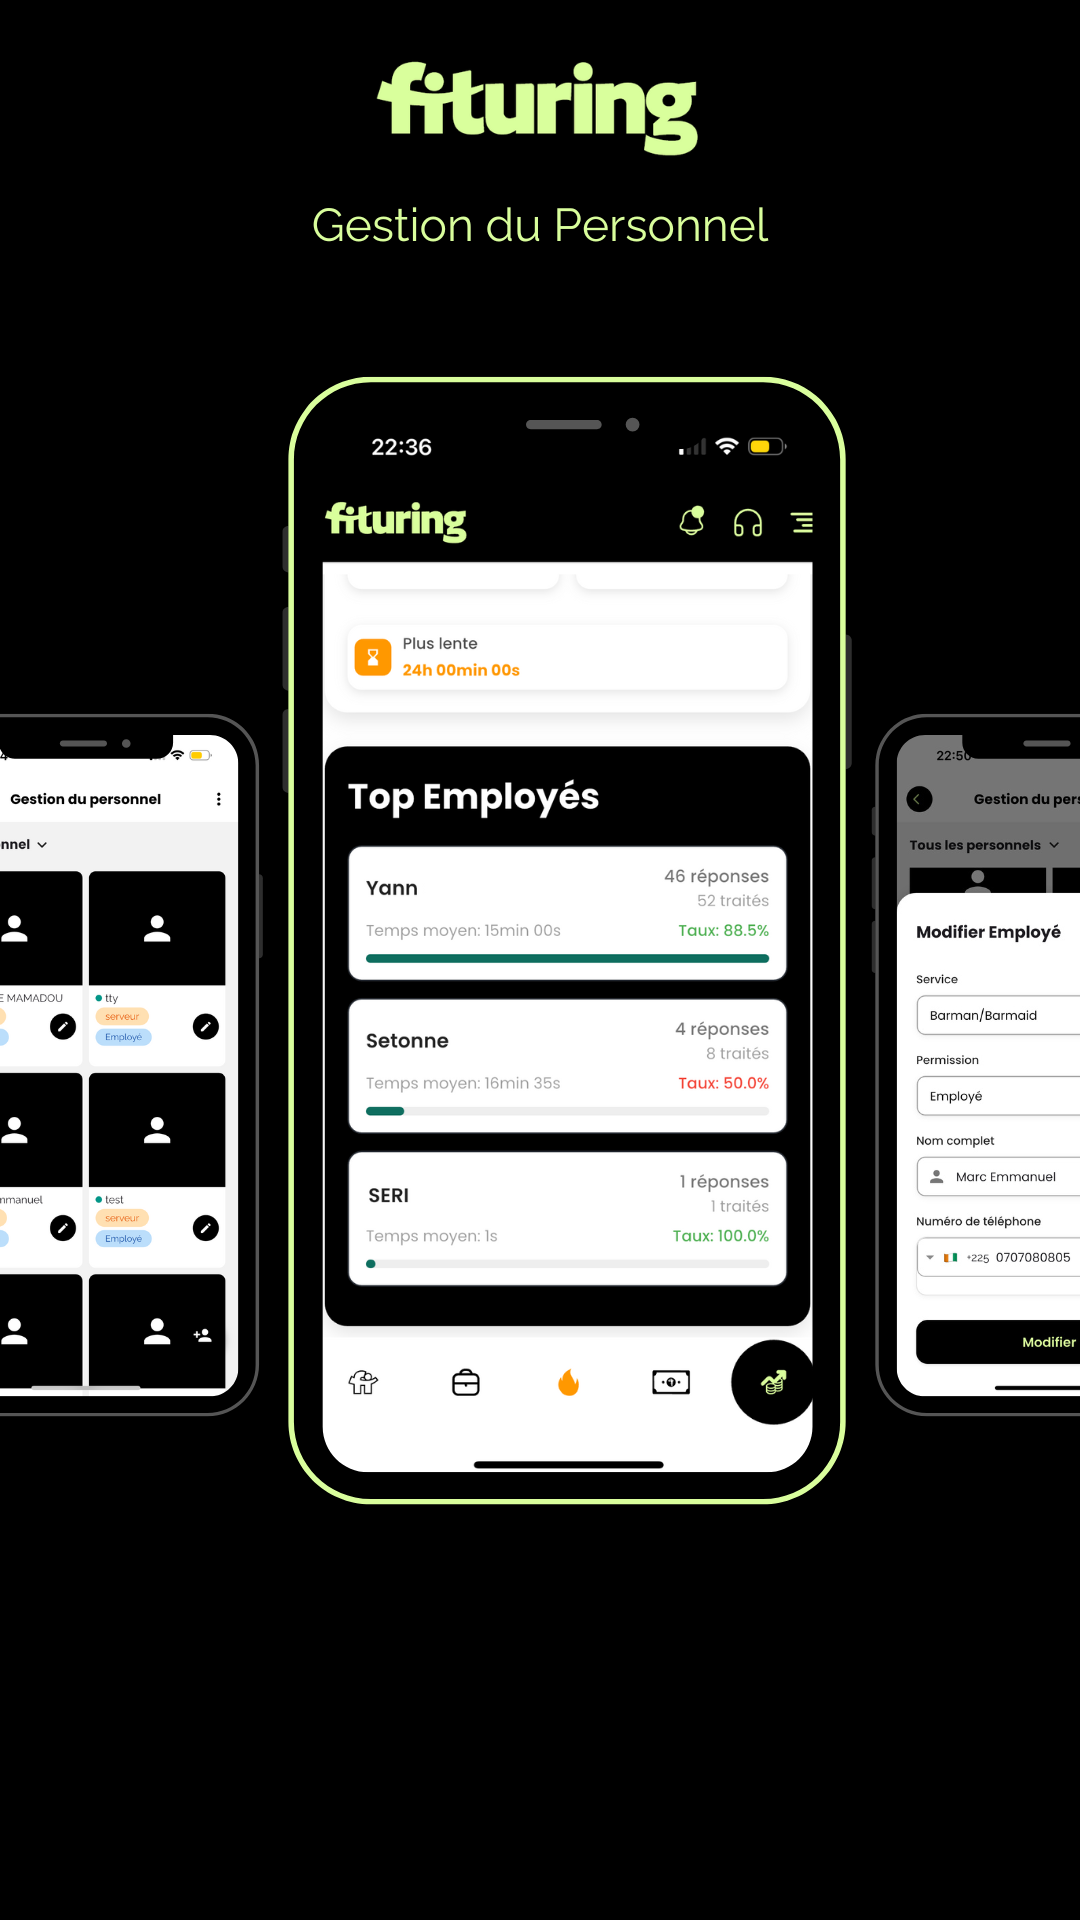 fituring
Gestion du Personnel
22:36
fituring
Plus lente
24h 00min 00s
Top Employés
Yann
46 réponses
52 traités
Temps moyen: 15min 00s
Taux: 88.5%
Setonne
4 réponses
8 traités
Temps moyen: 16min 35s
Taux: 50.0%
SERI
1 réponses
1 traités
Temps moyen: 1s
Taux: 100.0%
4
Gestion du personnel
nnel
E MAMADOU
tty
serveur
Employé
nmanuel
test
serveur
Employé
22:50
Gestion du pers
Tous les personnels
Modifier Employé
Service
Barman/Barmaid
Permission
Employé
Nom complet
Marc Emmanuel
Numéro de téléphone
+225 0707080805
Modifier